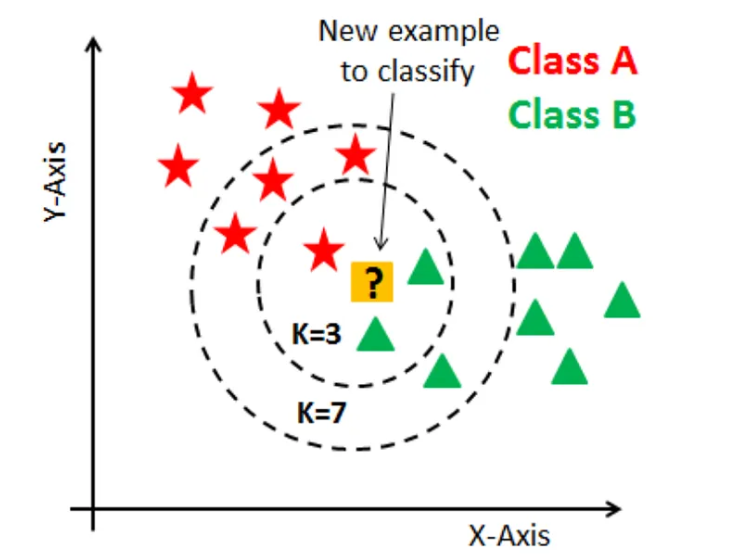 New example
to classify
Class A
Class B
Y-Axis
?
K=3
K=7
X-Axis